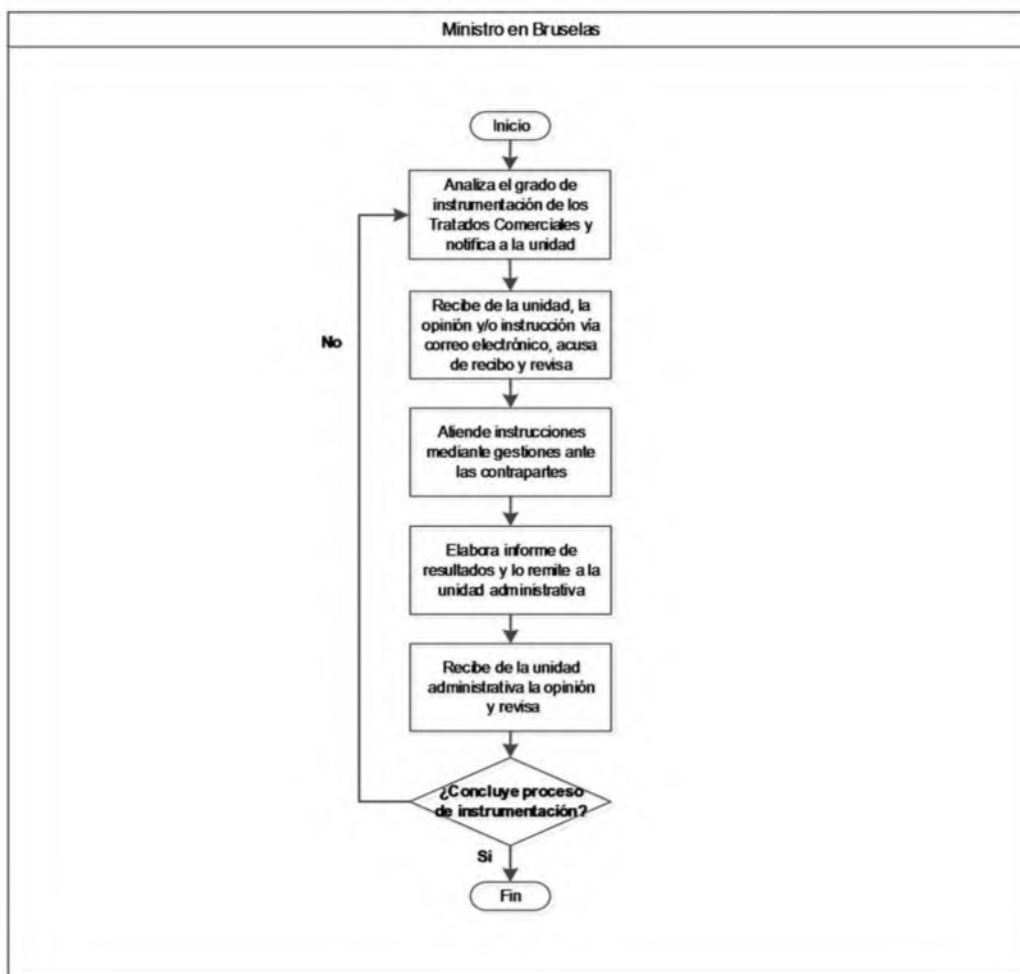 Ministro en Bruselas
Inicio
Analiza el grado de
instrumentación de los
Tratados Comerciales y
notifica a la unidad
Recibe de la unidad, la
opinión y/o instrucción vía
correo electrónico, acusa
de recibo y revisa
No
Atiende instrucciones
mediante gestiones ante
las contrapartes
Elabora informe de
resultados y lo remite a la
unidad administrativa
Recibe de la unidad
administrativa la opinión
y revisa
¿Concluye proceso
de instrumentación?
Si
Fin